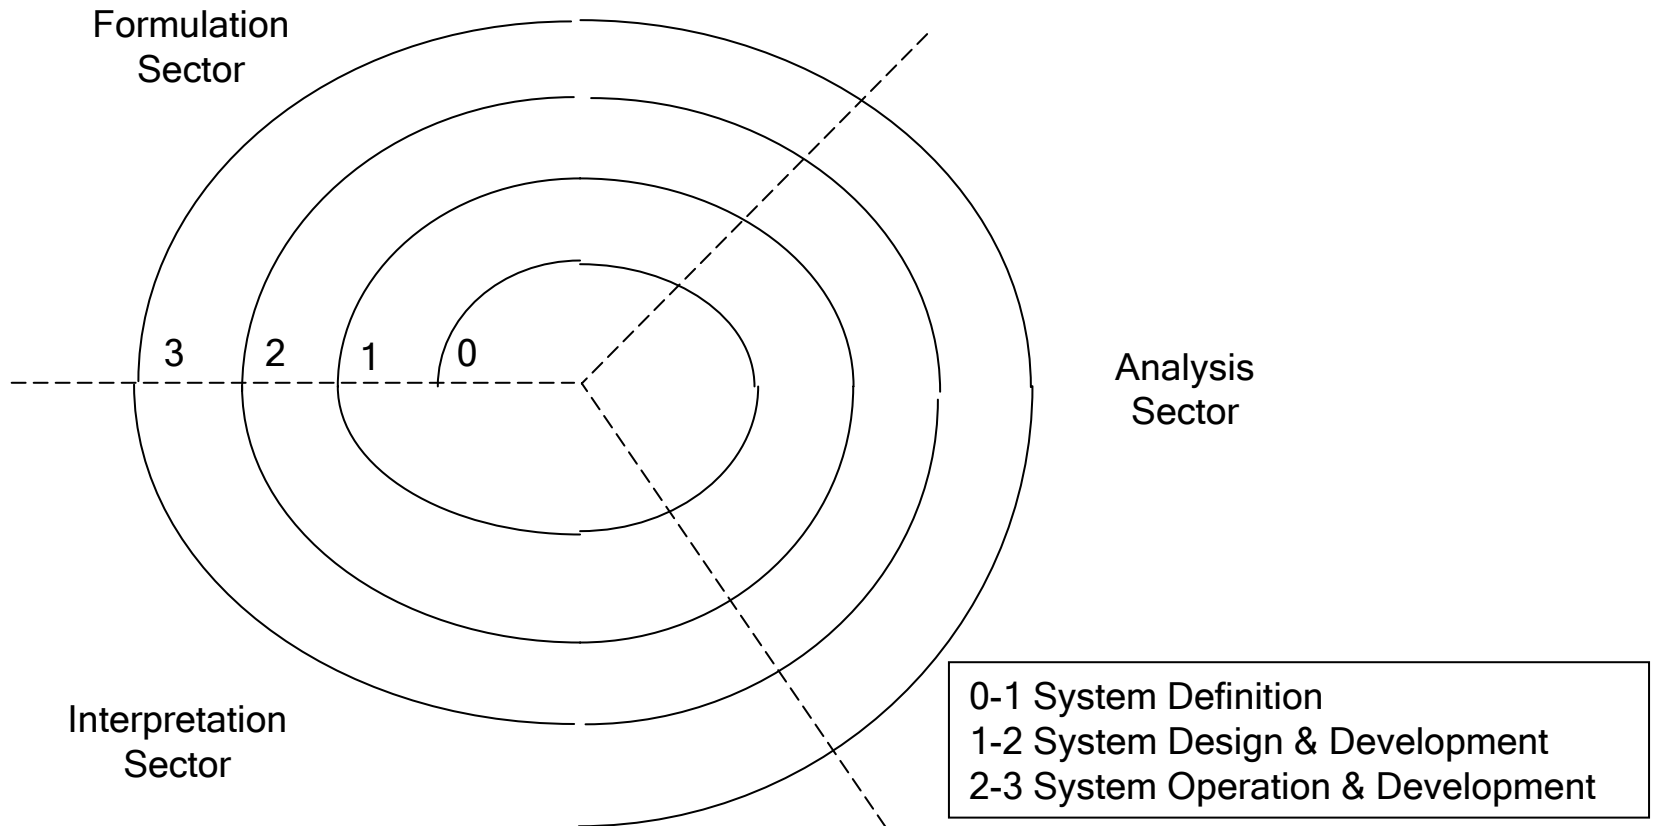 Formulation
Sector
3 2 1 0
Analysis
Sector
Interpretation
Sector
0-1 System Definition
1-2 System Design & Development
2-3 System Operation & Development